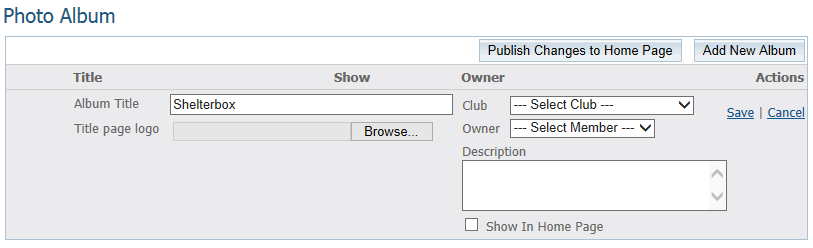 Photo Album
Publish Changes to Home Page Add New Album
Title Show Owner Actions
Album Title Shelterbox Club --- Select Club ---
Save | Cancel
Title page logo Browse... Owner --- Select Member ---
Description
Show In Home Page